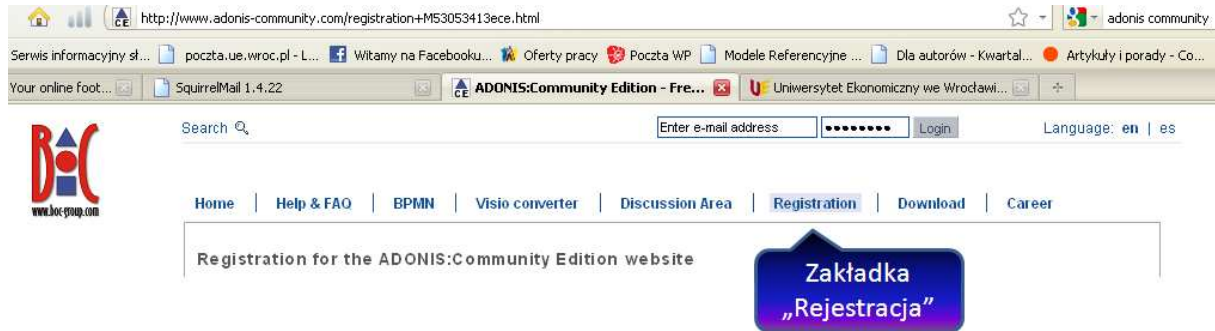 http://www.adonis-community.com/registration+M53053413ece.html adonis community
Serwis informacyjny sł... poczta.ue.wroc.pl - L... Witamy na Facebooku... Oferty pracy Poczta WP Modele Referencyjne ... Dla autorów - Kwartal... Artykuły i porady - Co...
Your online foot... SquirrelMail 1.4.22 ADONIS:Community Edition - Fre... Uniwersytet Ekonomiczny we Wrocławi...
Search Enter e-mail address Login Language: en | es
BOC
www.boc-group.com
Home | Help & FAQ | BPMN | Visio converter | Discussion Area | Registration | Download | Career
Registration for the ADONIS:Community Edition website
Zakładka
„Rejestracja”